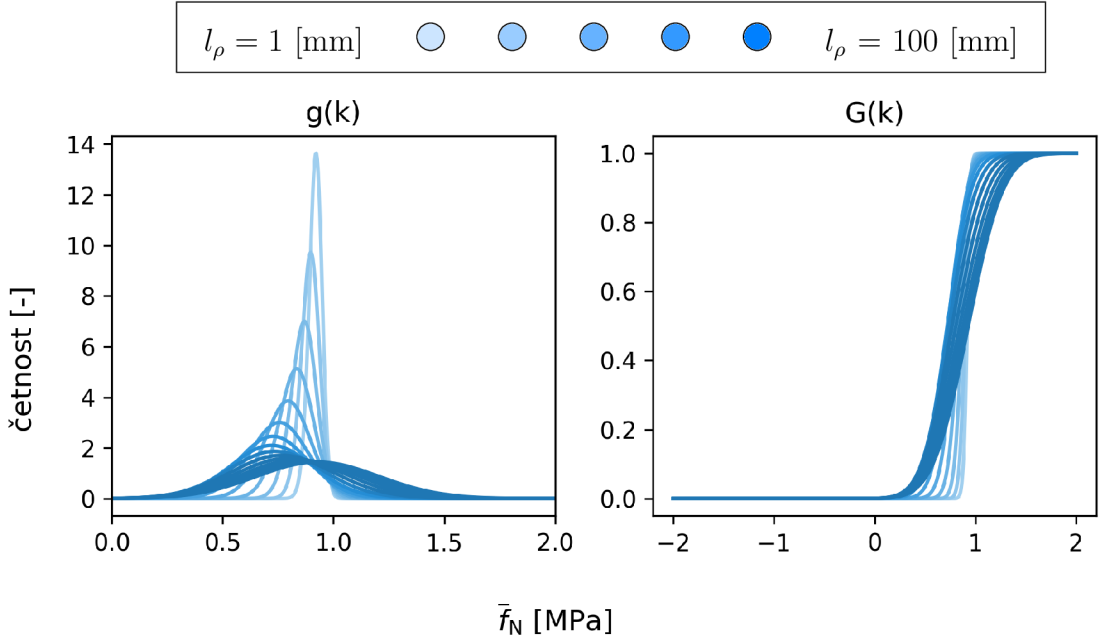 l_ρ = 1 [mm] l_ρ = 100 [mm]
g(k) G(k)
14
12
10
8
6
4
2
0
0.0 0.5 1.0 1.5 2.0
1.0
0.8
0.6
0.4
0.2
0.0
−2 −1 0 1 2
četnost [-]
f̄_N [MPa]